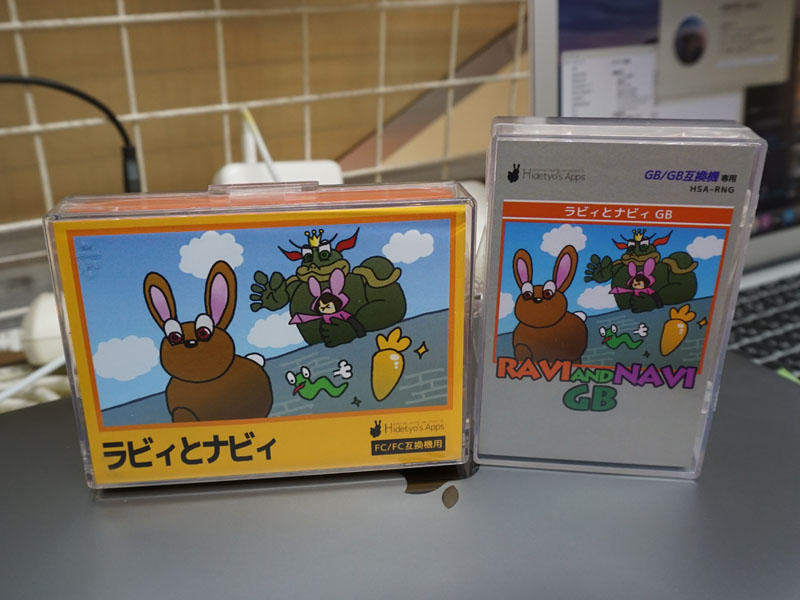 Hidetyo's Apps
FC/FC互換機用
ラビィとナビィ
Hidetyo's Apps
GB/GB互換機専用
HSA-RNG
ラビィとナビィ GB
RAVI AND NAVI
GB